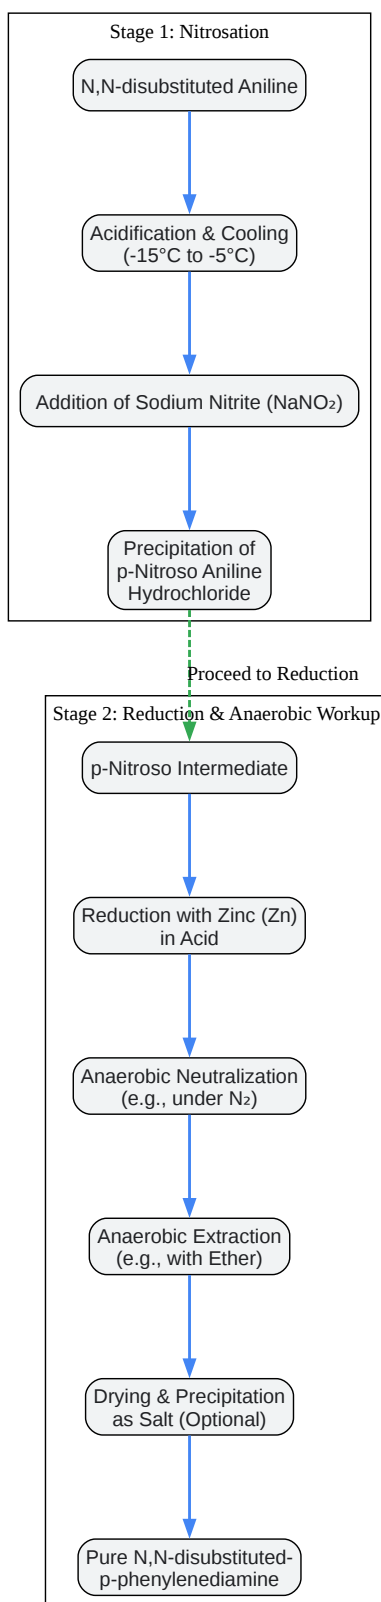 Stage 1: Nitrosation
N,N-disubstituted Aniline
Acidification & Cooling
(-15°C to -5°C)
Addition of Sodium Nitrite (NaNO₂)
Precipitation of
p-Nitroso Aniline
Hydrochloride
Proceed to Reduction
Stage 2: Reduction & Anaerobic Workup
p-Nitroso Intermediate
Reduction with Zinc (Zn)
in Acid
Anaerobic Neutralization
(e.g., under N₂)
Anaerobic Extraction
(e.g., with Ether)
Drying & Precipitation
as Salt (Optional)
Pure N,N-disubstituted-
p-phenylenediamine